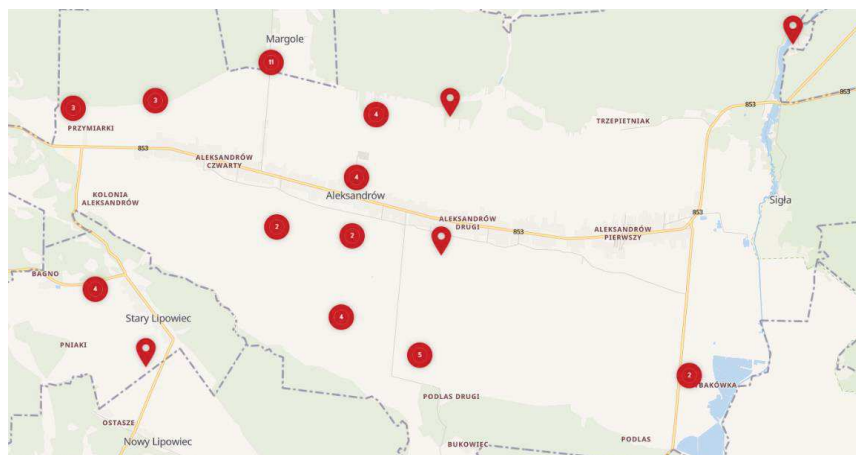 Margole
11
3
3
4
853
PRZYMIARKI
TRZEPIETNIAK
853
853
ALEKSANDRÓW
CZWARTY
4
KOLONIA
ALEKSANDRÓW
Aleksandrów
Sigła
853
ALEKSANDRÓW
DRUGI
2
2
853
ALEKSANDRÓW
PIERWSZY
BAGNO
4
Stary Lipowiec
4
PNIAKI
5
2
BAKÓWKA
PODLAS DRUGI
OSTASZE
Nowy Lipowiec
BUKOWIEC
PODLAS